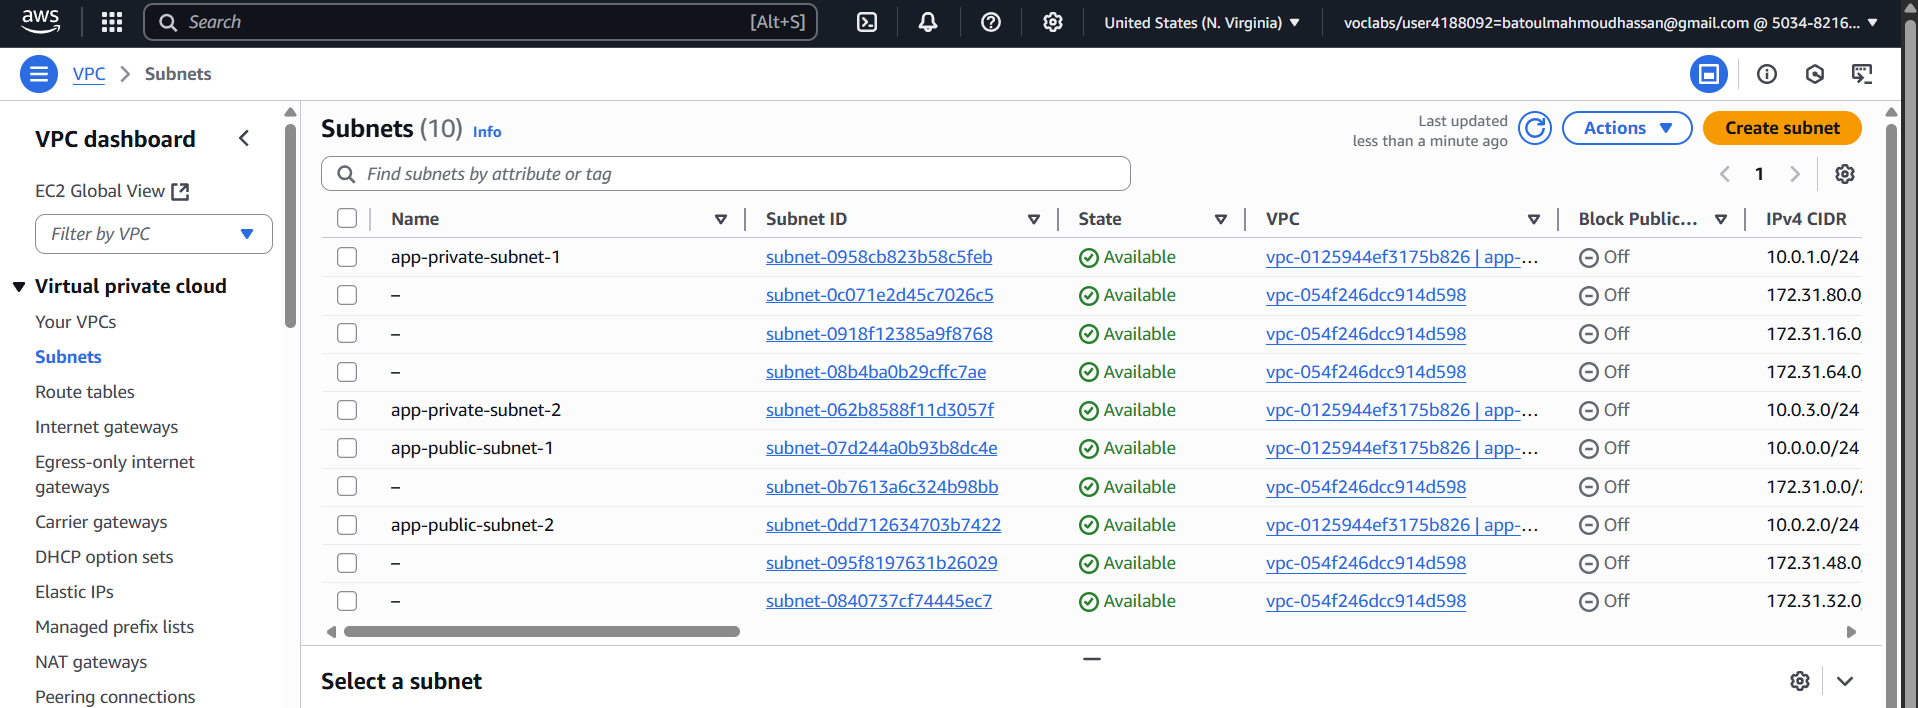 aws
Search [Alt+S] United States (N. Virginia) voclabs/user4188092=batoulmahmoudhassan@gmail.com @ 5034-8216...
VPC Subnets
VPC dashboard
EC2 Global View
Filter by VPC
Virtual private cloud
Your VPCs
Subnets
Route tables
Internet gateways
Egress-only internet
gateways
Carrier gateways
DHCP option sets
Elastic IPs
Managed prefix lists
NAT gateways
Peering connections
Subnets (10) Info
Last updated
less than a minute ago
Actions
Create subnet
Find subnets by attribute or tag
1
Name Subnet ID State VPC Block Public... IPv4 CIDR
app-private-subnet-1 subnet-0958cb823b58c5feb Available vpc-0125944ef3175b826 | app-... Off 10.0.1.0/24
– subnet-0c071e2d45c7026c5 Available vpc-054f246dcc914d598 Off 172.31.80.0
– subnet-0918f12385a9f8768 Available vpc-054f246dcc914d598 Off 172.31.16.0
– subnet-08b4ba0b29cffc7ae Available vpc-054f246dcc914d598 Off 172.31.64.0
app-private-subnet-2 subnet-062b8588f11d3057f Available vpc-0125944ef3175b826 | app-... Off 10.0.3.0/24
app-public-subnet-1 subnet-07d244a0b93b8dc4e Available vpc-0125944ef3175b826 | app-... Off 10.0.0.0/24
– subnet-0b7613a6c324b98bb Available vpc-054f246dcc914d598 Off 172.31.0.0/
app-public-subnet-2 subnet-0dd712634703b7422 Available vpc-0125944ef3175b826 | app-... Off 10.0.2.0/24
– subnet-095f8197631b26029 Available vpc-054f246dcc914d598 Off 172.31.48.0
– subnet-0840737cf74445ec7 Available vpc-054f246dcc914d598 Off 172.31.32.0
Select a subnet